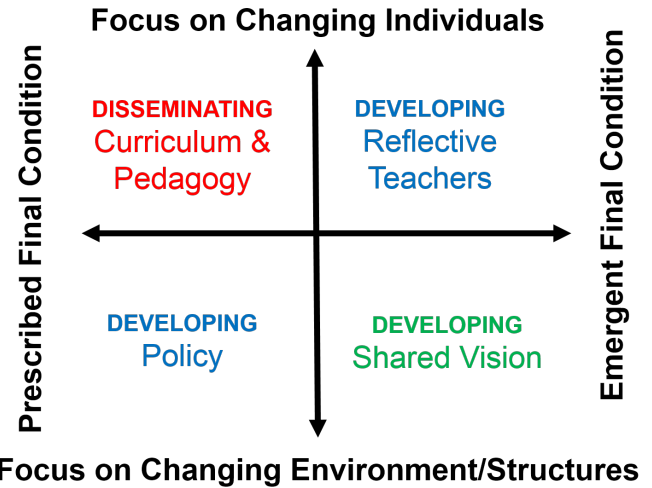 Focus on Changing Individuals
Prescribed Final Condition
DISSEMINATING
Curriculum &
Pedagogy
DEVELOPING
Reflective
Teachers
DEVELOPING
Policy
DEVELOPING
Shared Vision
Emergent Final Condition
Focus on Changing Environment/Structures